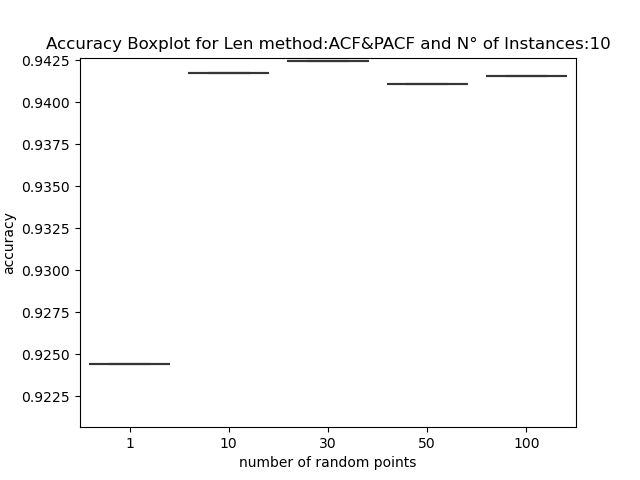 Accuracy Boxplot for Len method:ACF&PACF and N° of Instances:10
0.9425
0.9400
0.9375
0.9350
0.9325
0.9300
0.9275
0.9250
0.9225
accuracy
1 10 30 50 100
number of random points